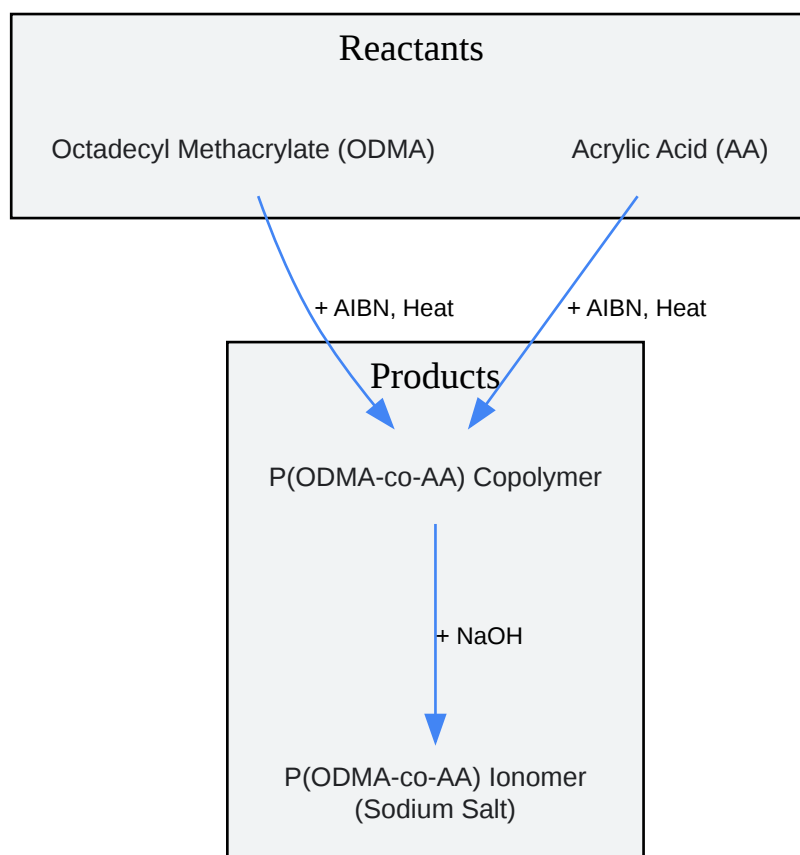 Reactants
Octadecyl Methacrylate (ODMA)
Acrylic Acid (AA)
+ AIBN, Heat
+ AIBN, Heat
Products
P(ODMA-co-AA) Copolymer
+ NaOH
P(ODMA-co-AA) Ionomer
(Sodium Salt)